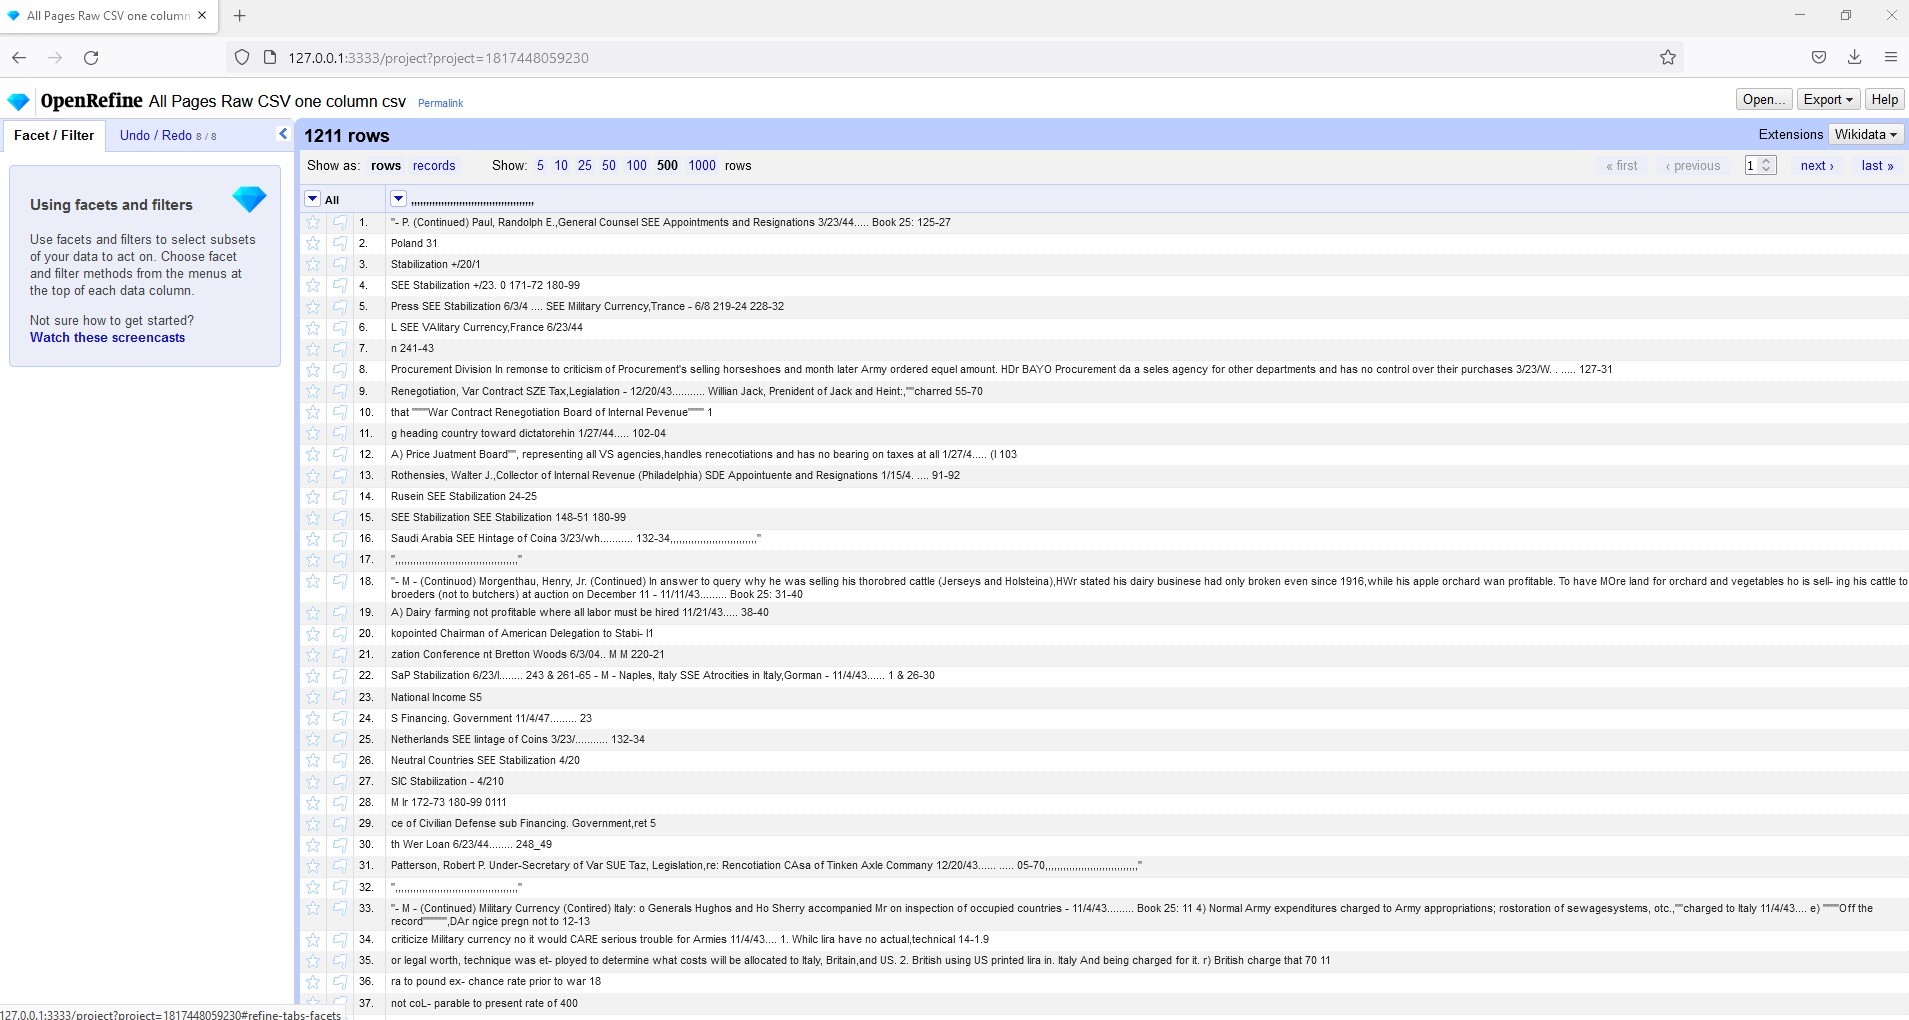 All Pages Raw CSV one column
127.0.0.1:3333/project?project=1817448059230
OpenRefine All Pages Raw CSV one column csv Permalink
Open... Export Help
Facet / Filter Undo / Redo 8 / 8
1211 rows
Extensions Wikidata
Show as: rows records Show: 5 10 25 50 100 500 1000 rows
« first ‹ previous 1 next › last »
Using facets and filters
Use facets and filters to select subsets
of your data to act on. Choose facet
and filter methods from the menus at
the top of each data column.
Not sure how to get started?
Watch these screencasts
All ,,,,,,,,,,,,,,,,,,,,,,,,,,,,,,,,,,,,,,,,,
1. "- P. (Continued) Paul, Randolph E.,General Counsel SEE Appointments and Resignations 3/23/44..... Book 25: 125-27
2. Poland 31
3. Stabilization +/20/1
4. SEE Stabilization +/23. 0 171-72 180-99
5. Press SEE Stabilization 6/3/4 .... SEE Military Currency,Trance - 6/8 219-24 228-32
6. L SEE VAlitary Currency,France 6/23/44
7. n 241-43
8. Procurement Division In remonse to criticism of Procurement's selling horseshoes and month later Army ordered equel amount. HDr BAYO Procurement da a seles agency for other departments and has no control over their purchases 3/23/W. . ..... 127-31
9. Renegotiation, Var Contract SZE Tax,Legialation - 12/20/43........... Willian Jack, President of Jack and Heint:,""charred 55-70
10. that """"War Contract Renegotiation Board of Internal Pevenue"""" 1
11. g heading country toward dictatorehin 1/27/44..... 102-04
12. A) Price Juatment Board"", representing all VS agencies,handles renecotiations and has no bearing on taxes at all 1/27/4..... (l 103
13. Rothensies, Walter J.,Collector of Internal Revenue (Philadelphia) SDE Appointuente and Resignations 1/15/4. .... 91-92
14. Rusein SEE Stabilization 24-25
15. SEE Stabilization SEE Stabilization 148-51 180-99
16. Saudi Arabia SEE Hintage of Coina 3/23/wh........... 132-34,,,,,,,,,,,,,,,,,,,,,,,,,,,,,"
17. ",,,,,,,,,,,,,,,,,,,,,,,,,,,,,,,,,,,,,,,,,"
18. "- M - (Continuod) Morgenthau, Henry, Jr. (Continued) In answer to query why he was selling his thorobred cattle (Jerseys and Holsteina),HWr stated his dairy businese had only broken even since 1916,while his apple orchard wan profitable. To have MOre land for orchard and vegetables ho is sell- ing his cattle to
broeders (not to butchers) at auction on December 11 - 11/11/43......... Book 25: 31-40
19. A) Dairy farming not profitable where all labor must be hired 11/21/43..... 38-40
20. kopointed Chairman of American Delegation to Stabi- l1
21. zation Conference nt Bretton Woods 6/3/04.. M M 220-21
22. SaP Stabilization 6/23/l........ 243 & 261-65 - M - Naples, Italy SSE Atrocities in Italy,Gorman - 11/4/43...... 1 & 26-30
23. National Income S5
24. S Financing. Government 11/4/47......... 23
25. Netherlands SEE lintage of Coins 3/23/........... 132-34
26. Neutral Countries SEE Stabilization 4/20
27. SIC Stabilization - 4/210
28. M Ir 172-73 180-99 0111
29. ce of Civilian Defense sub Financing. Government,ret 5
30. th Wer Loan 6/23/44........ 248_49
31. Patterson, Robert P. Under-Secretary of Var SUE Taz, Legislation,re: Rencotiation CAsa of Tinken Axle Commany 12/20/43...... ..... 05-70,,,,,,,,,,,,,,,,,,,,,,,,,,,,,,,"
32. ",,,,,,,,,,,,,,,,,,,,,,,,,,,,,,,,,,,,,,,,,"
33. "- M - (Continued) Military Currency (Contired) Italy: o Generals Hughos and Ho Sherry accompanied Mr on inspection of occupied countries - 11/4/43......... Book 25: 11 4) Normal Army expenditures charged to Army appropriations; rostoration of sewagesystems, otc.,""charged to Italy 11/4/43.... e) """"Off the
record"""""",DAr ngice pregn not to 12-13
34. criticize Military currency no it would CARE serious trouble for Armies 11/4/43.... 1. Whilc lira have no actual,technical 14-1.9
35. or legal worth, technique was et- ployed to determine what costs will be allocated to Italy, Britain,and US. 2. British using US printed lira in. Italy And being charged for it. r) British charge that 70 11
36. ra to pound ex- chance rate prior to war 18
37. not coL- parable to present rate of 400
127.0.0.1:3333/project?project=1817448059230#refine-tabs-facets